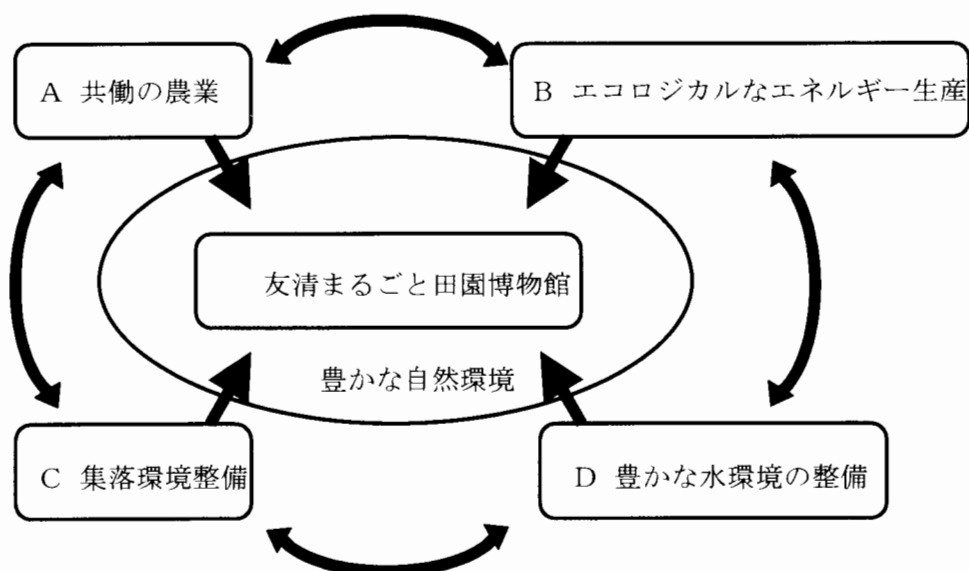 A 共働の農業
B エコロジカルなエネルギー生産
友清まるごと田園博物館
豊かな自然環境
C 集落環境整備
D 豊かな水環境の整備